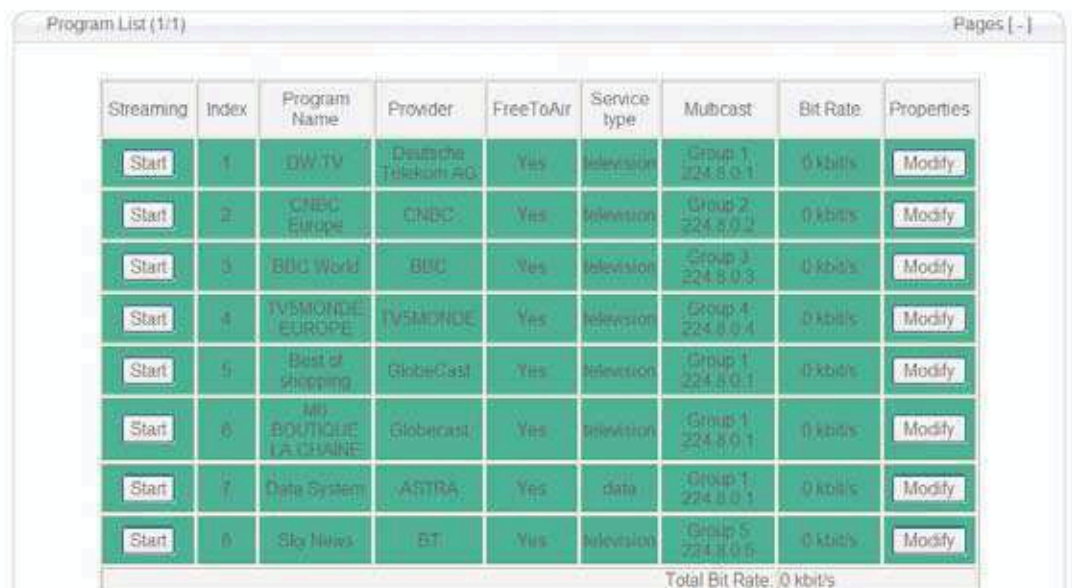 Program List (1/1) Pages [ - ]
Streaming Index Program Name Provider FreeToAir Service type Multicast Bit Rate Properties
Start 1 DW-TV Deutsche Telekom AG Yes television Group 1 224.8.0.1 0 kbit/s Modify
Start 2 CNBC Europe CNBC Yes television Group 2 224.8.0.2 0 kbit/s Modify
Start 3 BBC World BBC Yes television Group 3 224.8.0.3 0 kbit/s Modify
Start 4 TV5MONDE EUROPE TV5MONDE Yes television Group 4 224.8.0.4 0 kbit/s Modify
Start 5 Best of shopping GlobeCast Yes television Group 1 224.8.0.1 0 kbit/s Modify
Start 6 M6 BOUTIQUE LA CHAINE Globecast Yes television Group 1 224.8.0.1 0 kbit/s Modify
Start 7 Data System ASTRA Yes data Group 1 224.8.0.1 0 kbit/s Modify
Start 8 Sky News BT Yes television Group 5 224.8.0.5 0 kbit/s Modify
Total Bit Rate: 0 kbit/s